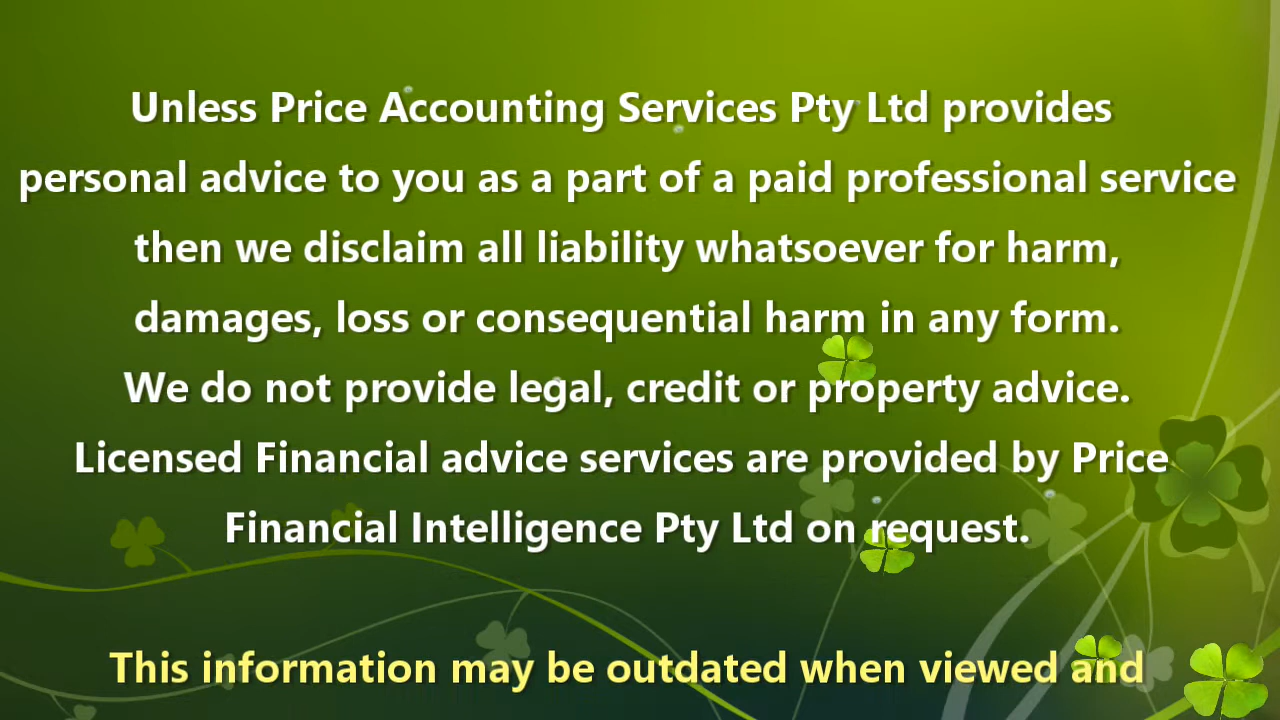 Unless Price Accounting Services Pty Ltd provides
personal advice to you as a part of a paid professional service
then we disclaim all liability whatsoever for harm,
damages, loss or consequential harm in any form.
We do not provide legal, credit or property advice.
Licensed Financial advice services are provided by Price
Financial Intelligence Pty Ltd on request.
This information may be outdated when viewed and